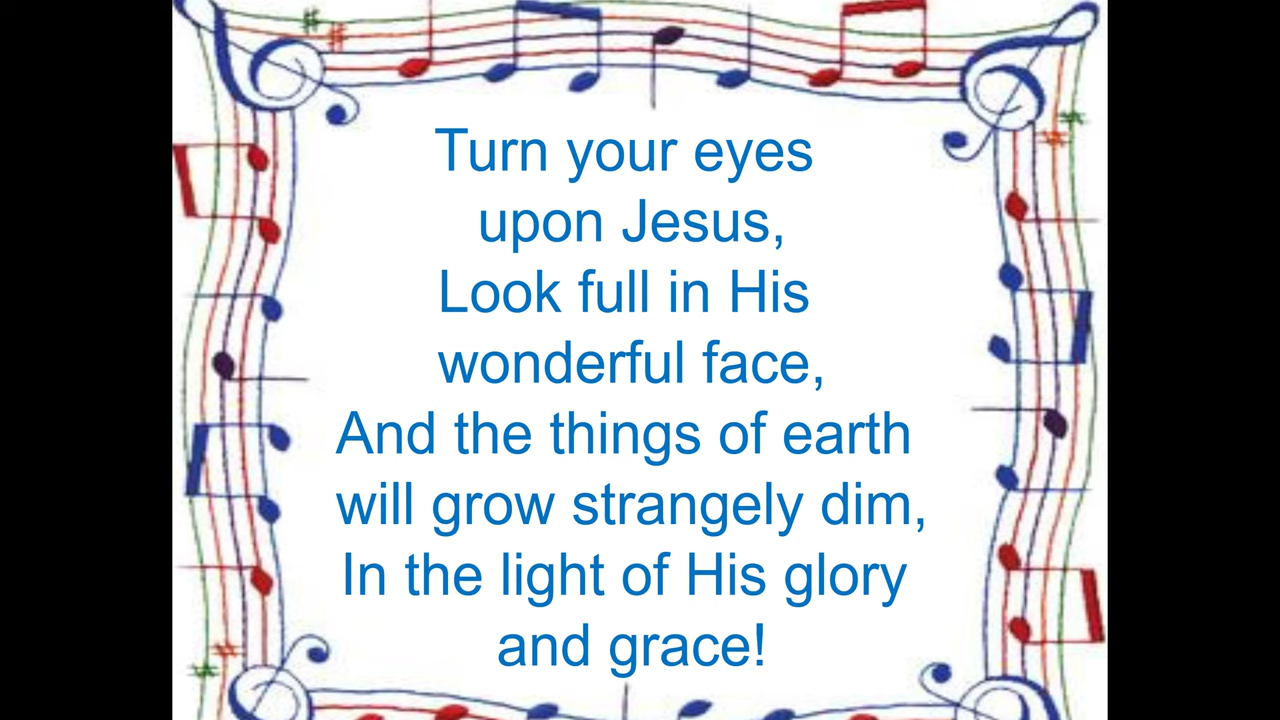 Turn your eyes
upon Jesus,
Look full in His
wonderful face,
And the things of earth
will grow strangely dim,
In the light of His glory
and grace!